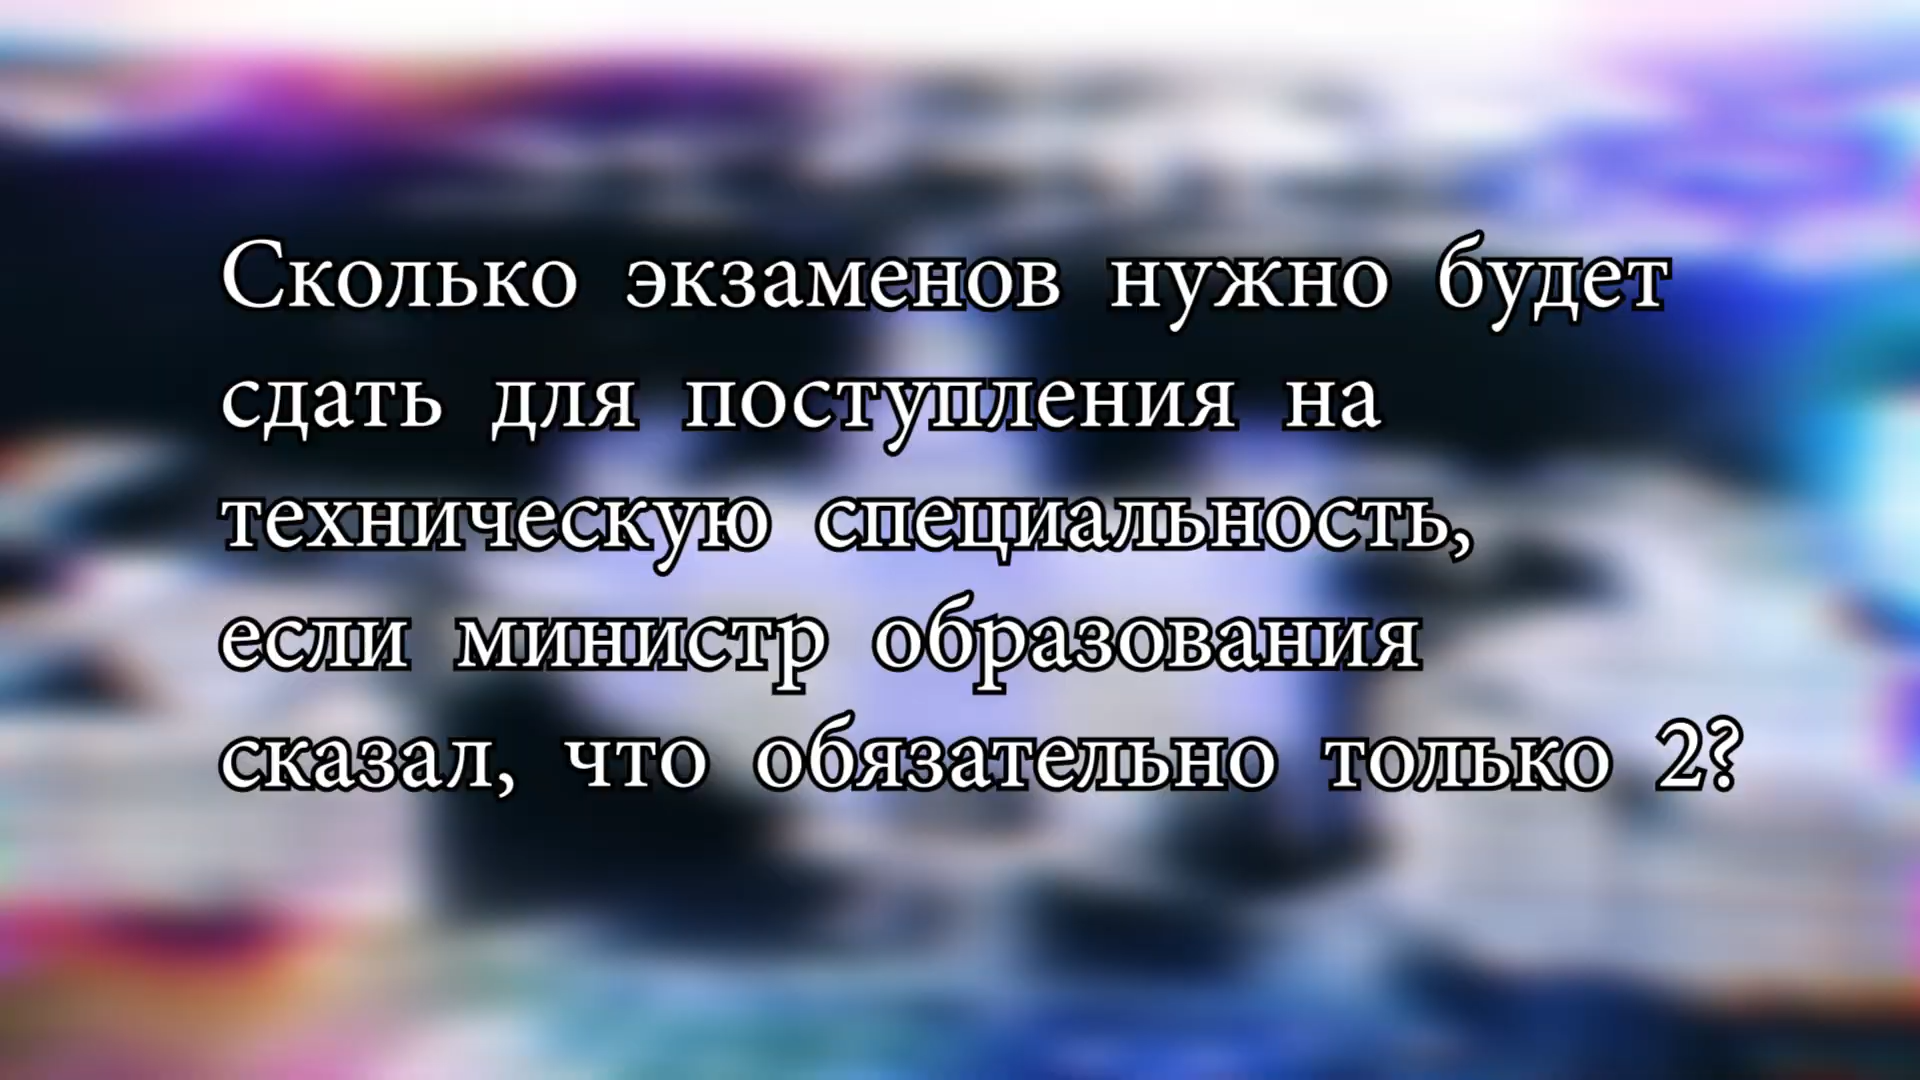 Сколько экзаменов нужно будет
сдать для поступления на
техническую специальность,
если министр образования
сказал, что обязательно только 2?